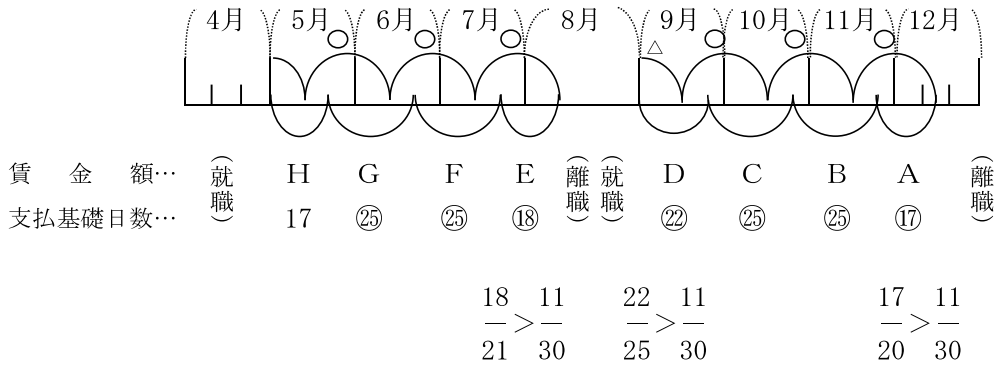 4月 5月 6月 7月 8月 9月 10月 11月 12月
△
賃金額… (就職) H G F E (離職) (就職) D C B A (離職)
支払基礎日数… 17 ㉕ ㉕ ⑱ ㉒ ㉕ ㉕ ⑰
18/21 > 11/30 22/25 > 11/30 17/20 > 11/30